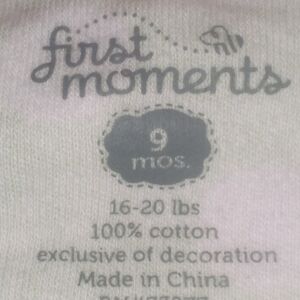 first
moments
9
mos.
16-20 lbs
100% cotton
exclusive of decoration
Made in China